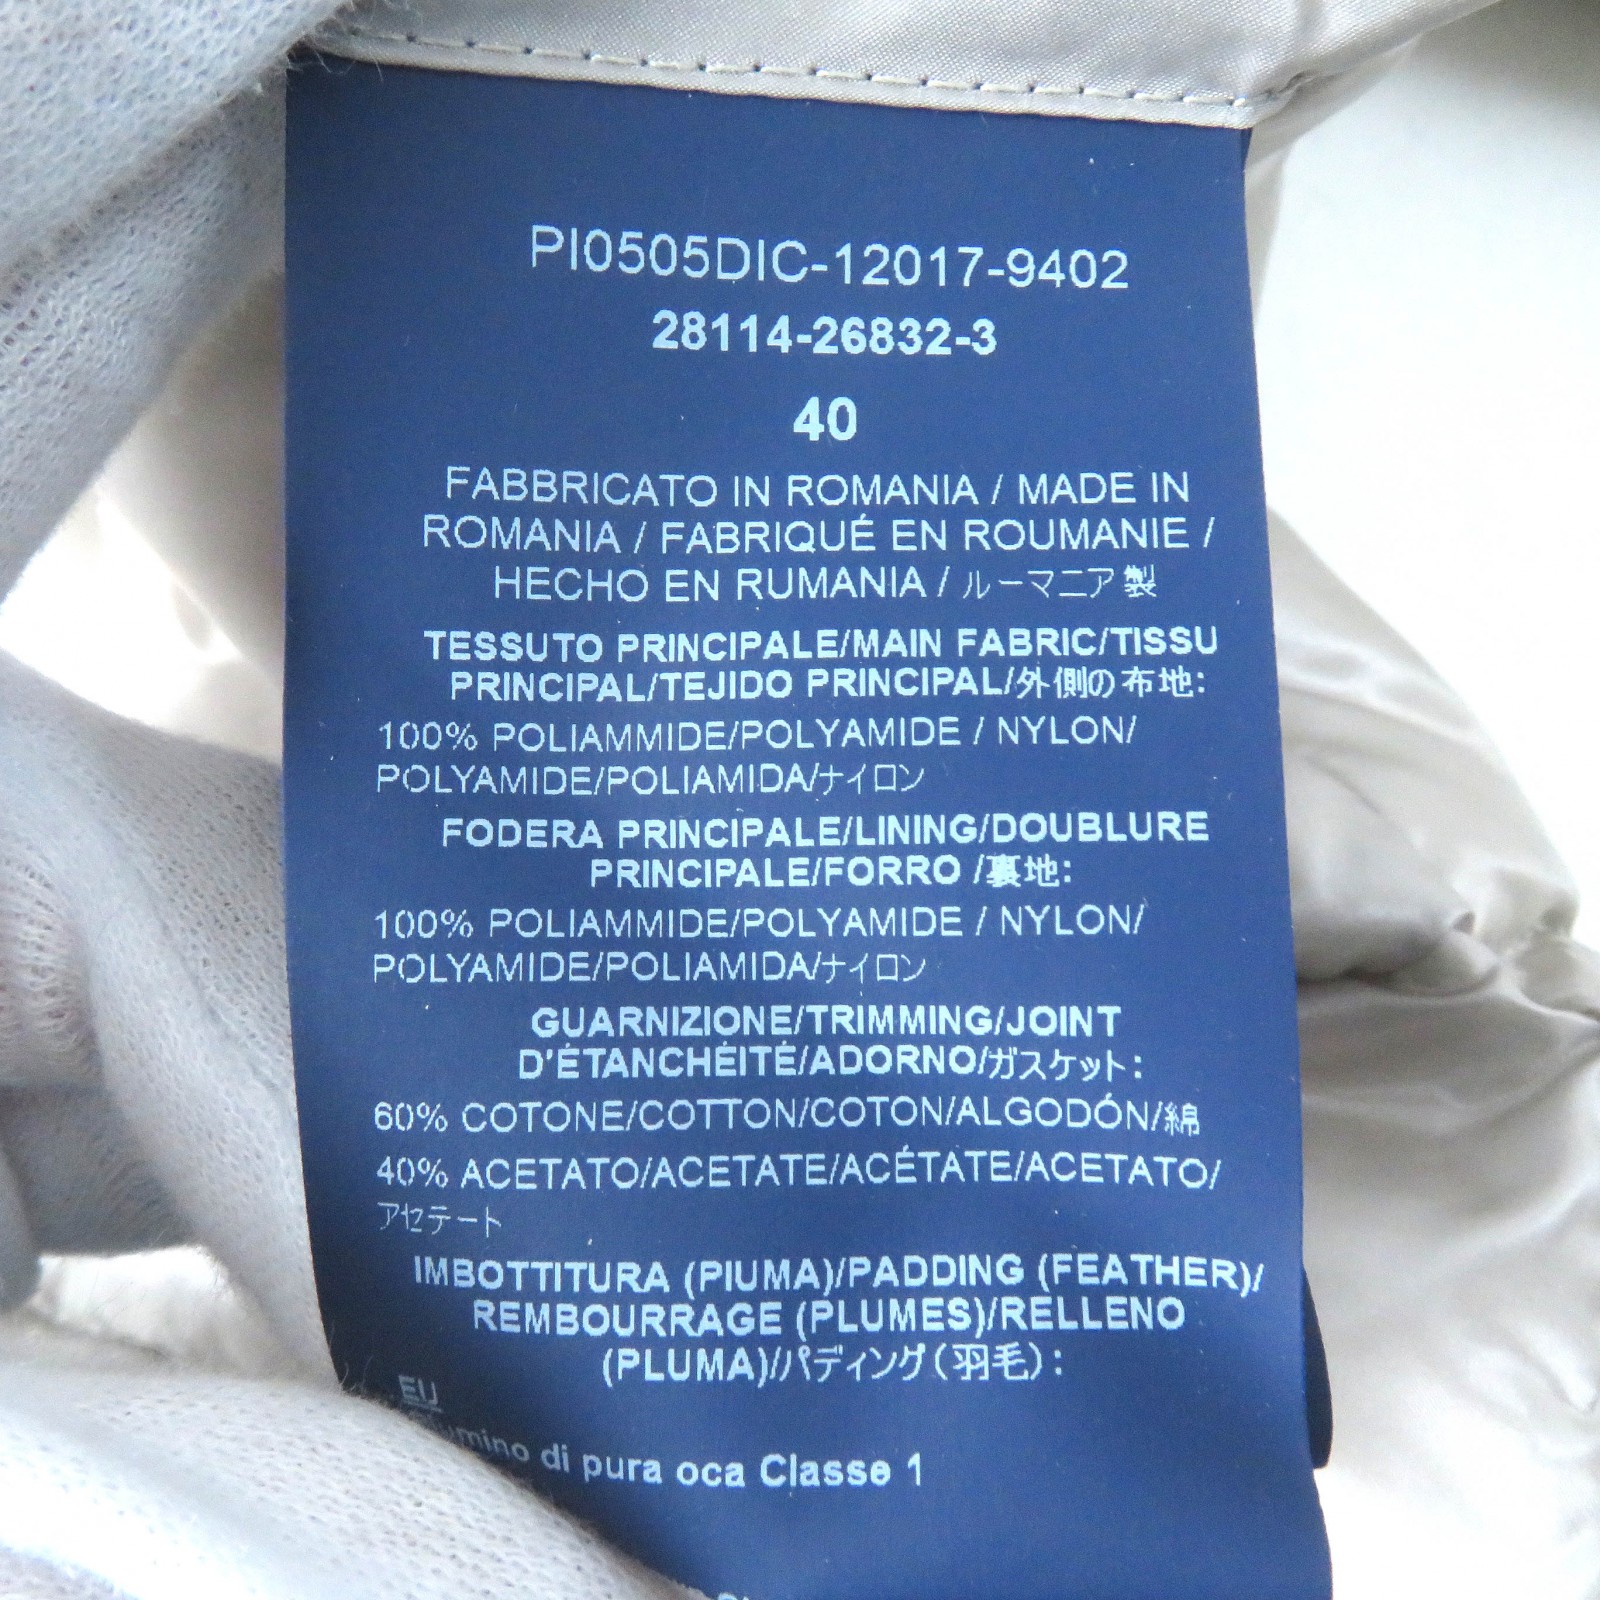 PI0505DIC-12017-9402
28114-26832-3
40
FABBRICATO IN ROMANIA / MADE IN
ROMANIA / FABRIQUÉ EN ROUMANIE /
HECHO EN RUMANIA / ルーマニア製
TESSUTO PRINCIPALE/MAIN FABRIC/TISSU
PRINCIPAL/TEJIDO PRINCIPAL/外側の布地:
100% POLIAMMIDE/POLYAMIDE / NYLON/
POLYAMIDE/POLIAMIDA/ナイロン
FODERA PRINCIPALE/LINING/DOUBLURE
PRINCIPALE/FORRO /裏地:
100% POLIAMMIDE/POLYAMIDE / NYLON/
POLYAMIDE/POLIAMIDA/ナイロン
GUARNIZIONE/TRIMMING/JOINT
D'ÉTANCHÉITÉ/ADORNO/ガスケット:
60% COTONE/COTTON/COTON/ALGODÓN/綿
40% ACETATO/ACETATE/ACÉTATE/ACETATO/
アセテート
IMBOTTITURA (PIUMA)/PADDING (FEATHER)/
REMBOURRAGE (PLUMES)/RELLENO
(PLUMA)/パディング(羽毛):
EU
di pura oca Classe 1